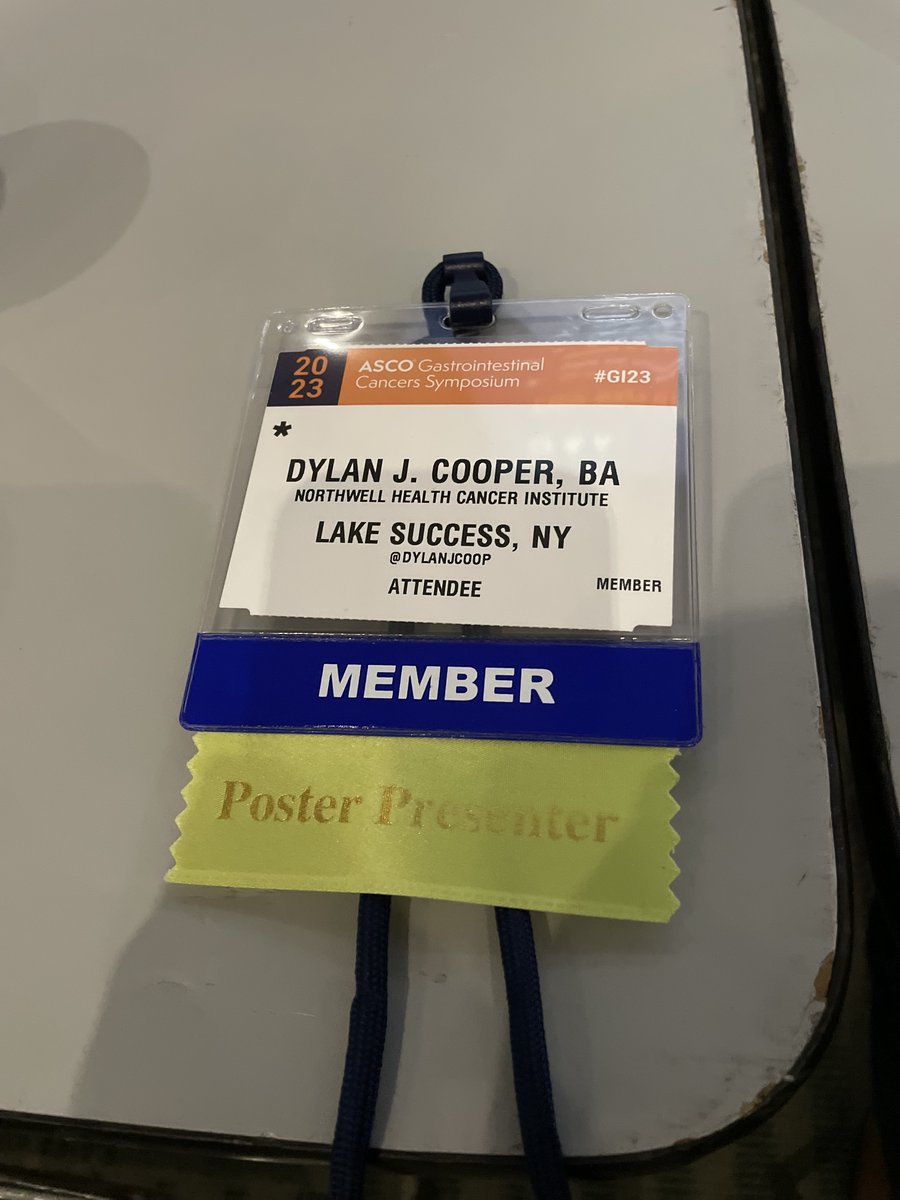 20
23
ASCO Gastrointestinal
Cancers Symposium
#GI23
*
DYLAN J. COOPER, BA
NORTHWELL HEALTH CANCER INSTITUTE
LAKE SUCCESS, NY
@DYLANJCOOP
ATTENDEE
MEMBER
MEMBER
Poster Presenter